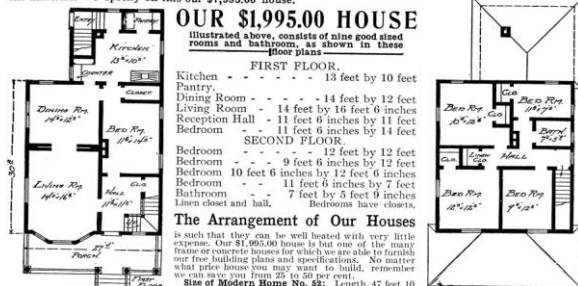 OUR $1,995.00 HOUSE
illustrated above, consists of nine good sized
rooms and bathroom, as shown in these
floor plans
FIRST FLOOR.
Kitchen - - - - - - 13 feet by 10 feet
Pantry.
Dining Room - - - - - 14 feet by 12 feet
Living Room - 14 feet by 16 feet 6 inches
Reception Hall - 11 feet 6 inches by 11 feet
Bedroom - - 11 feet 6 inches by 14 feet
SECOND FLOOR.
Bedroom - - - - 12 feet by 12 feet
Bedroom - - - 9 feet 6 inches by 12 feet
Bedroom 10 feet 6 inches by 12 feet 6 inches
Bedroom - - 11 feet 6 inches by 7 feet
Bathroom - - 7 feet by 5 feet 9 inches
Linen closet and hall. Bedrooms have closets,
The Arrangement of Our Houses
is such that they can be well heated with very little
expense. Our $1,995.00 house is but one of the many
frame or concrete houses for which we are able to furnish
our free building plans and specifications. No matter
what price house you may want to build, remember
we can save you from 25 to 50 per cent.
Size of Modern Home No. 52: Length, 47 feet 10
ENTRY
PANTRY
KITCHEN
COUNTER
CLOSET
DINING RM.
BED RM.
LIVING RM.
CLO.
HALL
PORCH
BED RM.
CLO.
BED RM.
CLO.
BATH
CLO.
LINEN CLO.
HALL
BED RM.
BED RM.